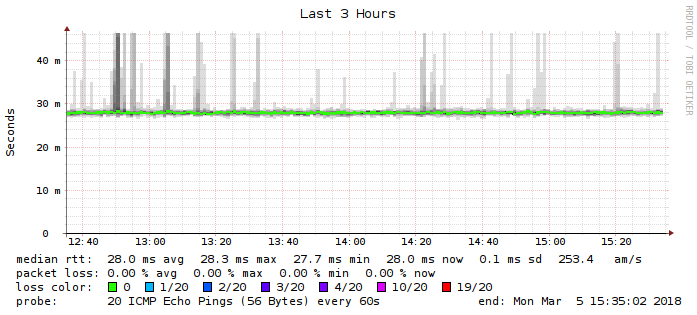 Last 3 Hours
RRDTOOL / TOBI OETIKER
Seconds
40 m
30 m
20 m
10 m
0
12:40 13:00 13:20 13:40 14:00 14:20 14:40 15:00 15:20
median rtt: 28.0 ms avg 28.3 ms max 27.7 ms min 28.0 ms now 0.1 ms sd 253.4 am/s
packet loss: 0.00 % avg 0.00 % max 0.00 % min 0.00 % now
loss color: 0 1/20 2/20 3/20 4/20 10/20 19/20
probe: 20 ICMP Echo Pings (56 Bytes) every 60s end: Mon Mar 5 15:35:02 2018